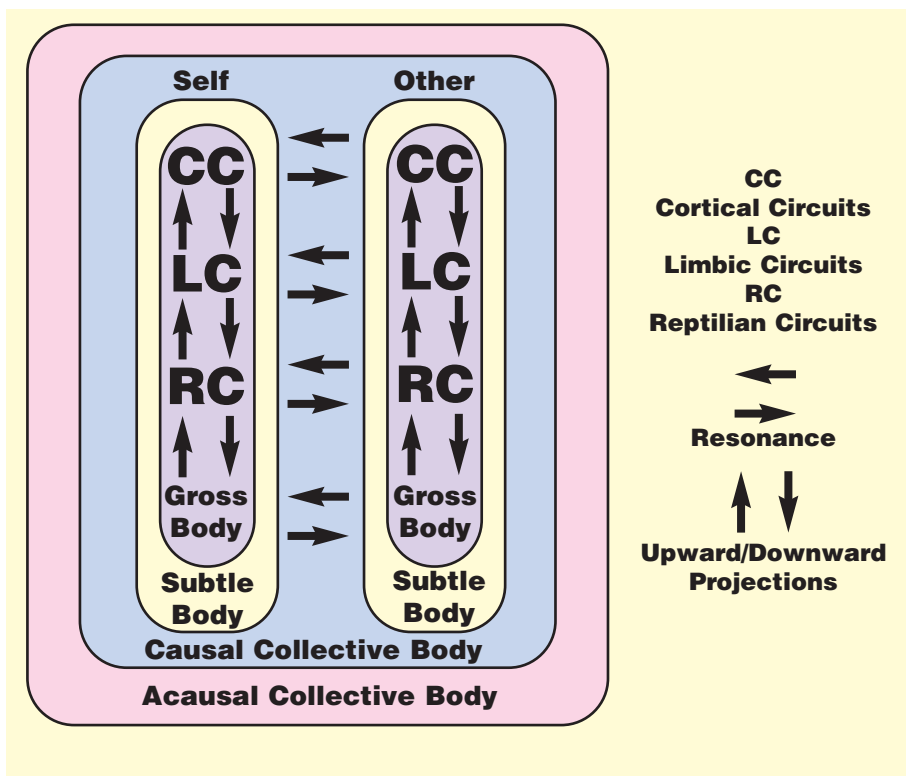 Self
Other
CC
LC
RC
Gross
Body
Subtle
Body
CC
LC
RC
Gross
Body
Subtle
Body
Causal Collective Body
Acausal Collective Body
CC
Cortical Circuits
LC
Limbic Circuits
RC
Reptilian Circuits
Resonance
Upward/Downward
Projections